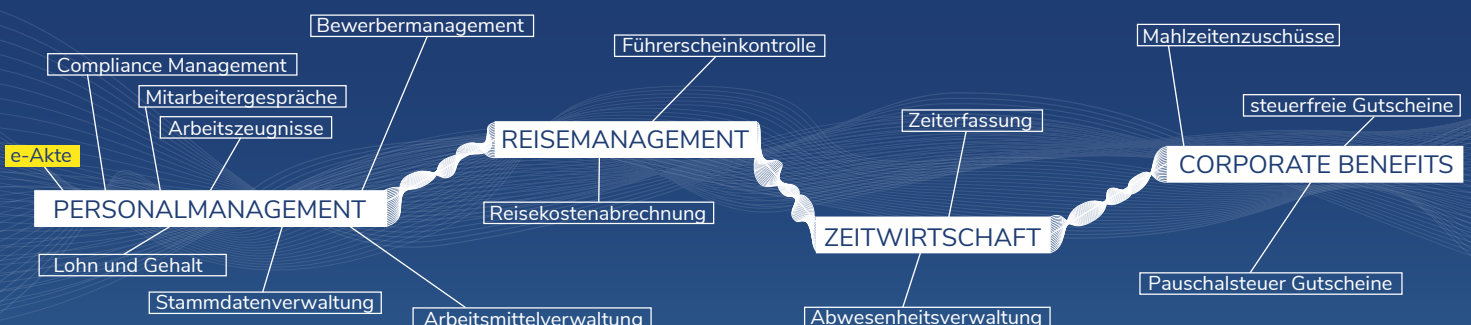 Bewerbermanagement
Compliance Management
Mitarbeitergespräche
Arbeitszeugnisse
e-Akte
PERSONALMANAGEMENT
Lohn und Gehalt
Stammdatenverwaltung
Arbeitsmittelverwaltung
Führerscheinkontrolle
REISEMANAGEMENT
Reisekostenabrechnung
Zeiterfassung
ZEITWIRTSCHAFT
Abwesenheitsverwaltung
Mahlzeitenzuschüsse
steuerfreie Gutscheine
CORPORATE BENEFITS
Pauschalsteuer Gutscheine